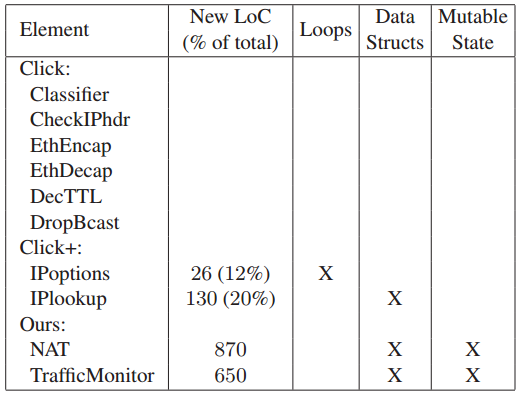 Element New LoC (% of total) Loops Data Structs Mutable State
Click:
Classifier
CheckIPhdr
EthEncap
EthDecap
DecTTL
DropBcast
Click+:
IPoptions 26 (12%) X
IPlookup 130 (20%) X
Ours:
NAT 870 X X
TrafficMonitor 650 X X